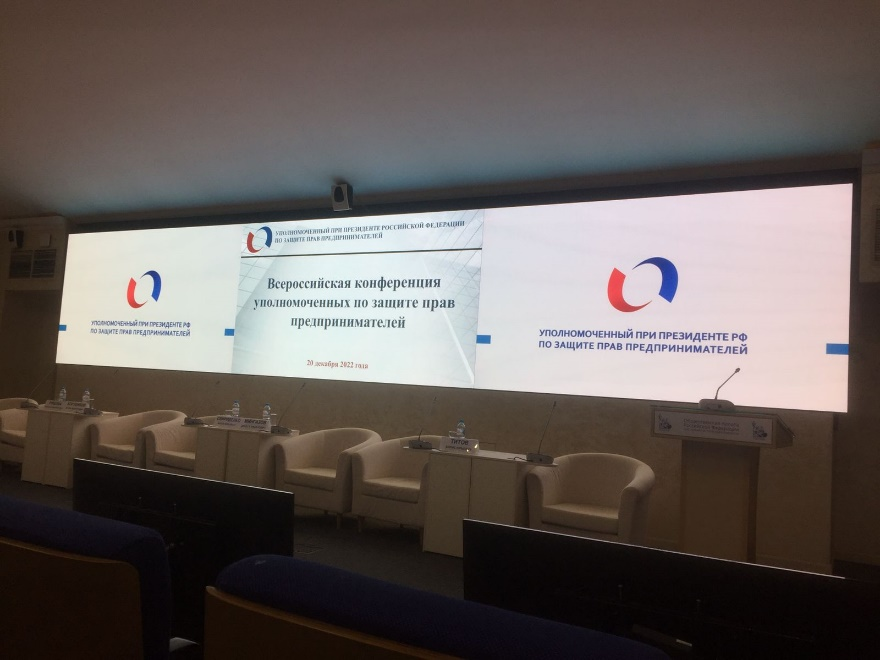 УПОЛНОМОЧЕННЫЙ ПРИ ПРЕЗИДЕНТЕ РФ
ПО ЗАЩИТЕ ПРАВ ПРЕДПРИНИМАТЕЛЕЙ
УПОЛНОМОЧЕННЫЙ ПРИ ПРЕЗИДЕНТЕ РОССИЙСКОЙ ФЕДЕРАЦИИ
ПО ЗАЩИТЕ ПРАВ ПРЕДПРИНИМАТЕЛЕЙ
Всероссийская конференция
уполномоченных по защите прав
предпринимателей
20 декабря 2022 года
УПОЛНОМОЧЕННЫЙ ПРИ ПРЕЗИДЕНТЕ РФ
ПО ЗАЩИТЕ ПРАВ ПРЕДПРИНИМАТЕЛЕЙ
ТИТОВ